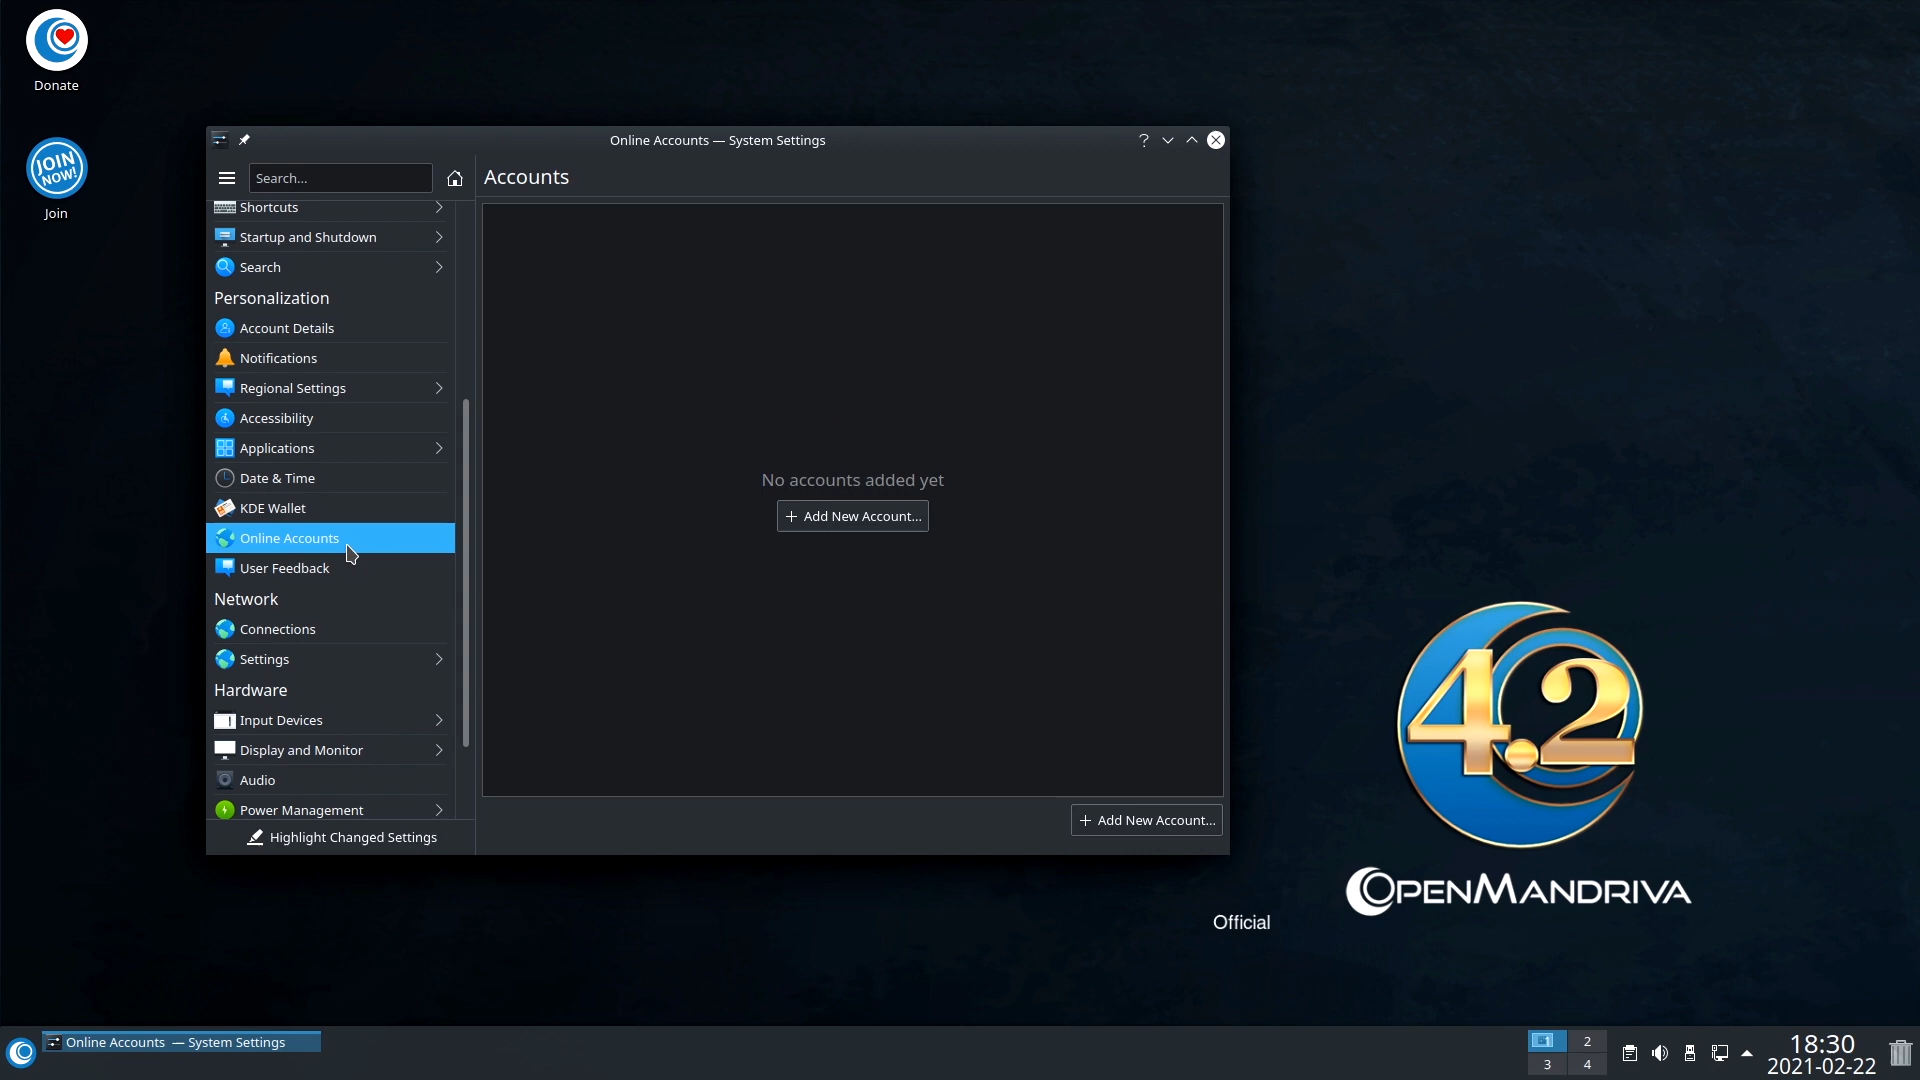 Donate
JOIN
NOW!
Join
Online Accounts — System Settings
?
Search...
Accounts
Shortcuts
Startup and Shutdown
Search
Personalization
Account Details
Notifications
Regional Settings
Accessibility
Applications
Date & Time
KDE Wallet
Online Accounts
User Feedback
Network
Connections
Settings
Hardware
Input Devices
Display and Monitor
Audio
Power Management
Highlight Changed Settings
No accounts added yet
+ Add New Account...
+ Add New Account...
4.2
OPENMANDRIVA
Official
Online Accounts — System Settings
1 2
3 4
18:30
2021-02-22